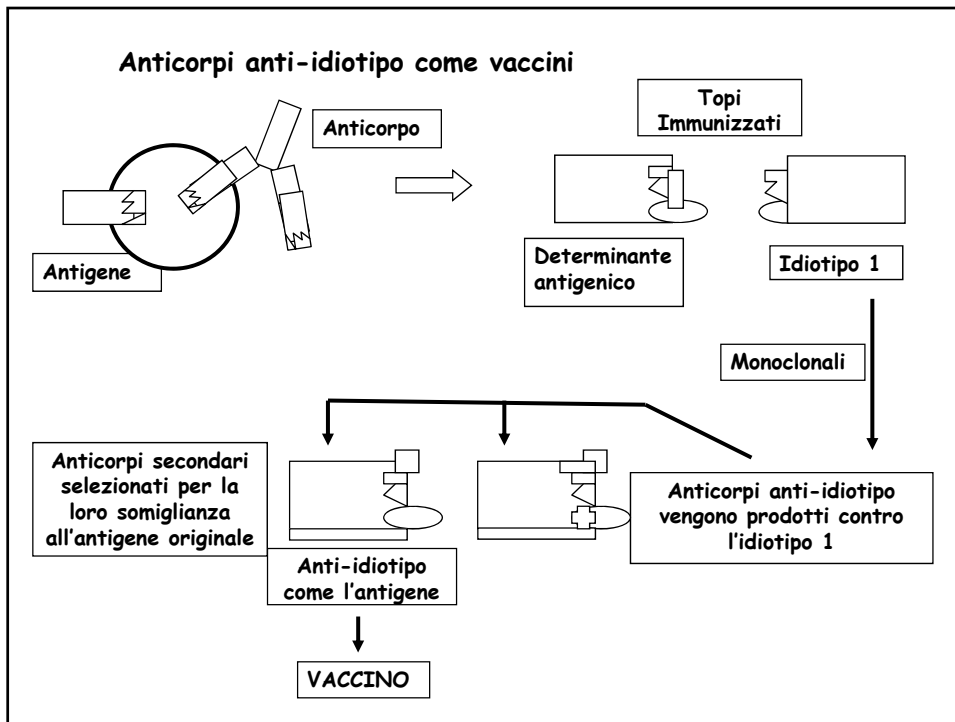 Anticorpi anti-idiotipo come vaccini
Anticorpo
Topi
Immunizzati
Antigene
Determinante
antigenico
Idiotipo 1
Monoclonali
Anticorpi secondari
selezionati per la
loro somiglianza
all'antigene originale
Anticorpi anti-idiotipo
vengono prodotti contro
l'idiotipo 1
Anti-idiotipo
come l'antigene
VACCINO